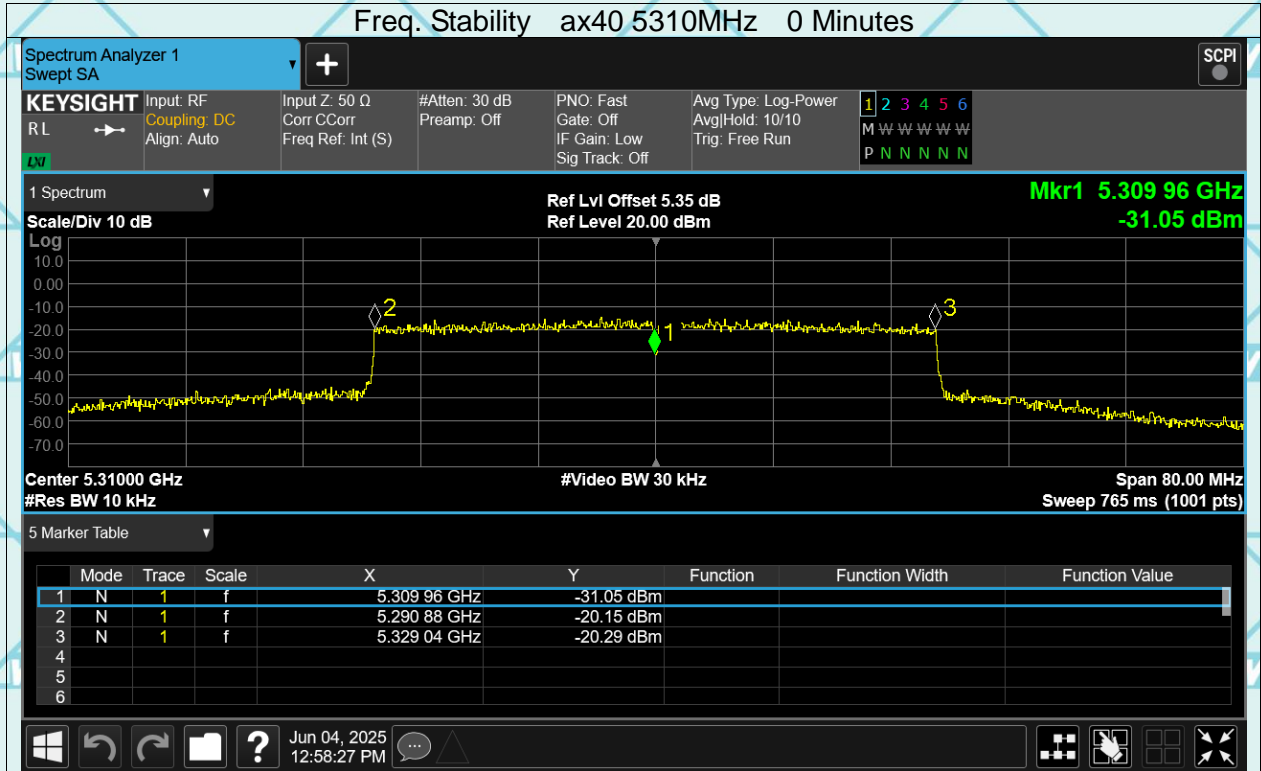 Freq. Stability ax40 5310MHz 0 Minutes
Spectrum Analyzer 1
Swept SA
+
SCPI
KEYSIGHT
RL
LXI
Input: RF
Coupling: DC
Align: Auto
Input Z: 50 Ω
Corr CCorr
Freq Ref: Int (S)
#Atten: 30 dB
Preamp: Off
PNO: Fast
Gate: Off
IF Gain: Low
Sig Track: Off
Avg Type: Log-Power
Avg|Hold: 10/10
Trig: Free Run
1 2 3 4 5 6
M W W W W W
P N N N N N
1 Spectrum
Scale/Div 10 dB
Ref Lvl Offset 5.35 dB
Ref Level 20.00 dBm
Mkr1 5.309 96 GHz
-31.05 dBm
Log
10.0
0.00
-10.0
-20.0
-30.0
-40.0
-50.0
-60.0
-70.0
2
1
3
Center 5.31000 GHz
#Res BW 10 kHz
#Video BW 30 kHz
Span 80.00 MHz
Sweep 765 ms (1001 pts)
5 Marker Table
Mode Trace Scale X Y Function Function Width Function Value
1 N 1 f 5.309 96 GHz -31.05 dBm
2 N 1 f 5.290 88 GHz -20.15 dBm
3 N 1 f 5.329 04 GHz -20.29 dBm
4
5
6
?
Jun 04, 2025
12:58:27 PM